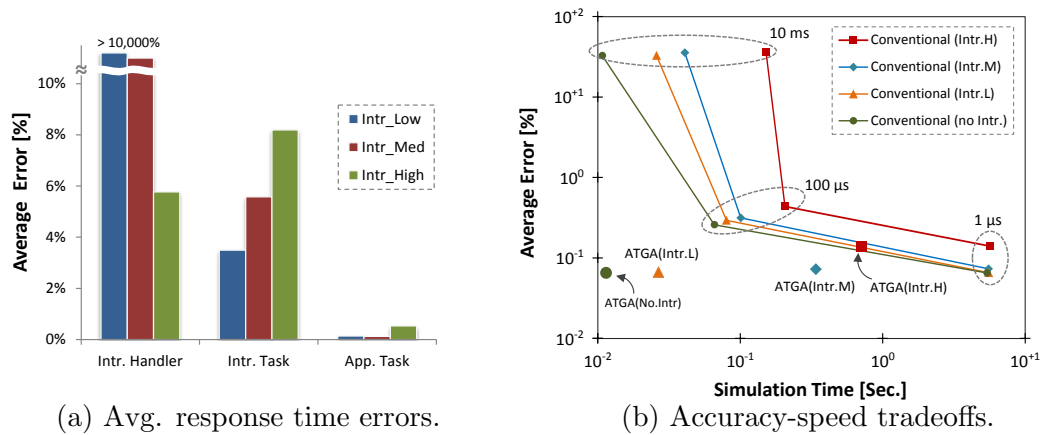 > 10,000%
10%
8%
6%
4%
2%
0%
Average Error [%]
Intr_Low
Intr_Med
Intr_High
Intr. Handler
Intr. Task
App. Task
(a) Avg. response time errors.
10+2
10+1
100
10-1
10-2
Average Error [%]
10 ms
100 µs
1 µs
Conventional (Intr.H)
Conventional (Intr.M)
Conventional (Intr.L)
Conventional (no Intr.)
ATGA(Intr.L)
ATGA(No.Intr)
ATGA(Intr.M)
ATGA(Intr.H)
10-2
10-1
100
10+1
Simulation Time [Sec.]
(b) Accuracy-speed tradeoffs.